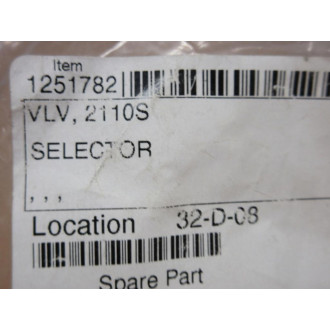 Item
1251782
VLV, 2110S
SELECTOR
, , ,
Location 32-D-08
Spare Part